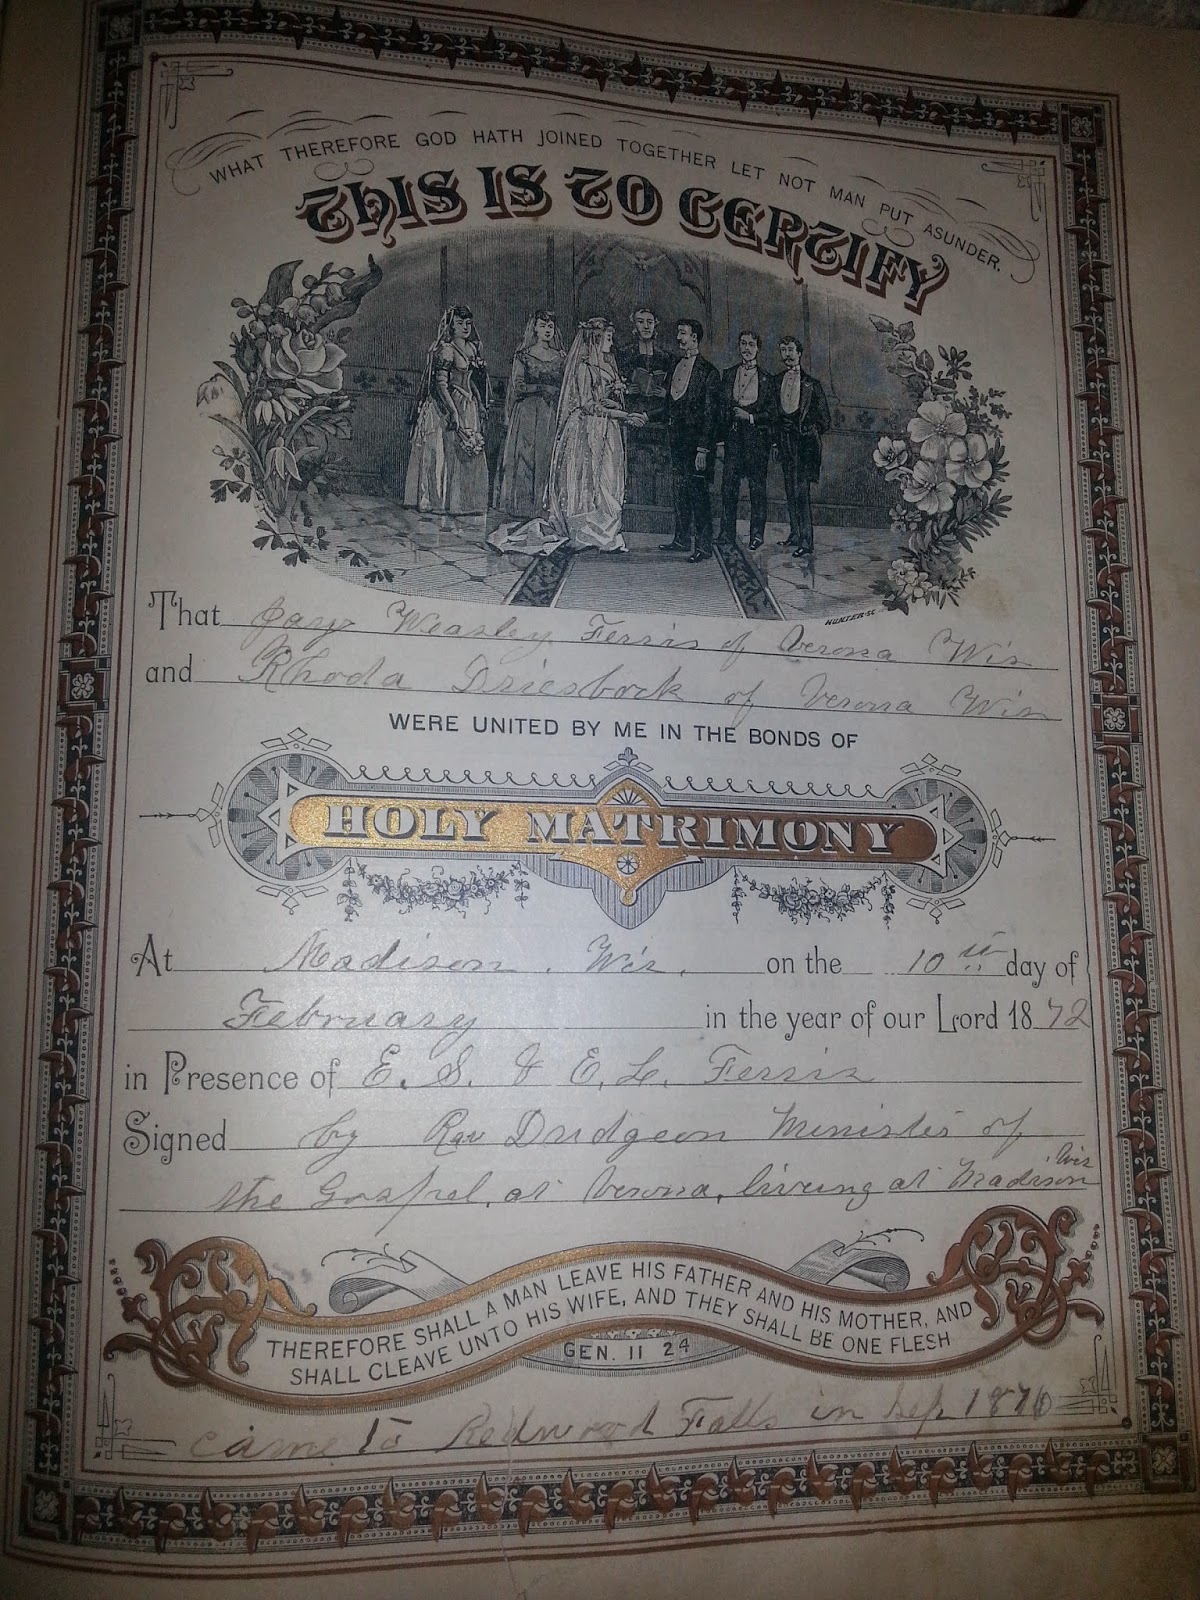 WHAT THEREFORE GOD HATH JOINED TOGETHER LET NOT MAN PUT ASUNDER.
THIS IS TO CERTIFY
HUNTER SC
That Jay Weasley Ferris of Verona Wis
and Rhoda Driesbock of Verona Wis
WERE UNITED BY ME IN THE BONDS OF
HOLY MATRIMONY
At Madison, Wis, on the 10th day of
February in the year of our Lord 1872
in Presence of E. S. & E. L. Ferris
Signed by Rev Dudgeon Minister of
the Gospel, at Verona, living at Madison Wis
THEREFORE SHALL A MAN LEAVE HIS FATHER AND HIS MOTHER, AND
SHALL CLEAVE UNTO HIS WIFE, AND THEY SHALL BE ONE FLESH
GEN. II 24
came to Redwood Falls in Sep